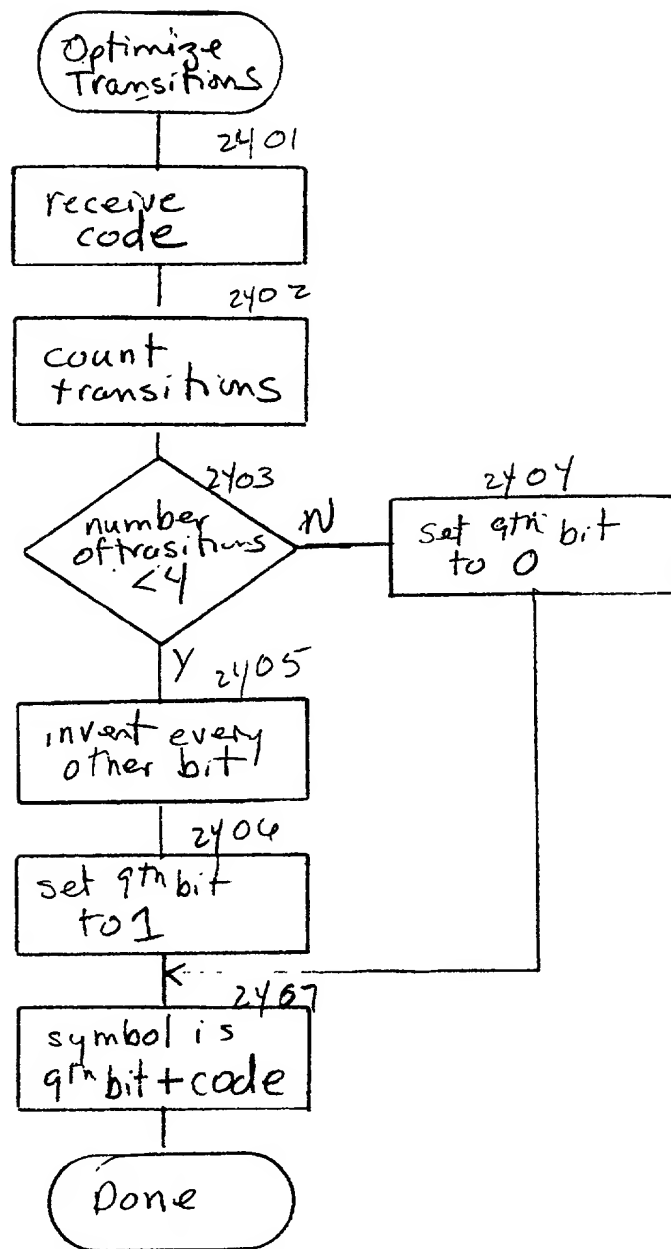 Optimize
Transitions
2401
receive
code
2402
count
transitions
2403
number
of trasitions
<4
N
2404
set 9th bit
to 0
Y
2405
invert every
other bit
2406
set 9th bit
to 1
2407
symbol is
9th bit + code
Done